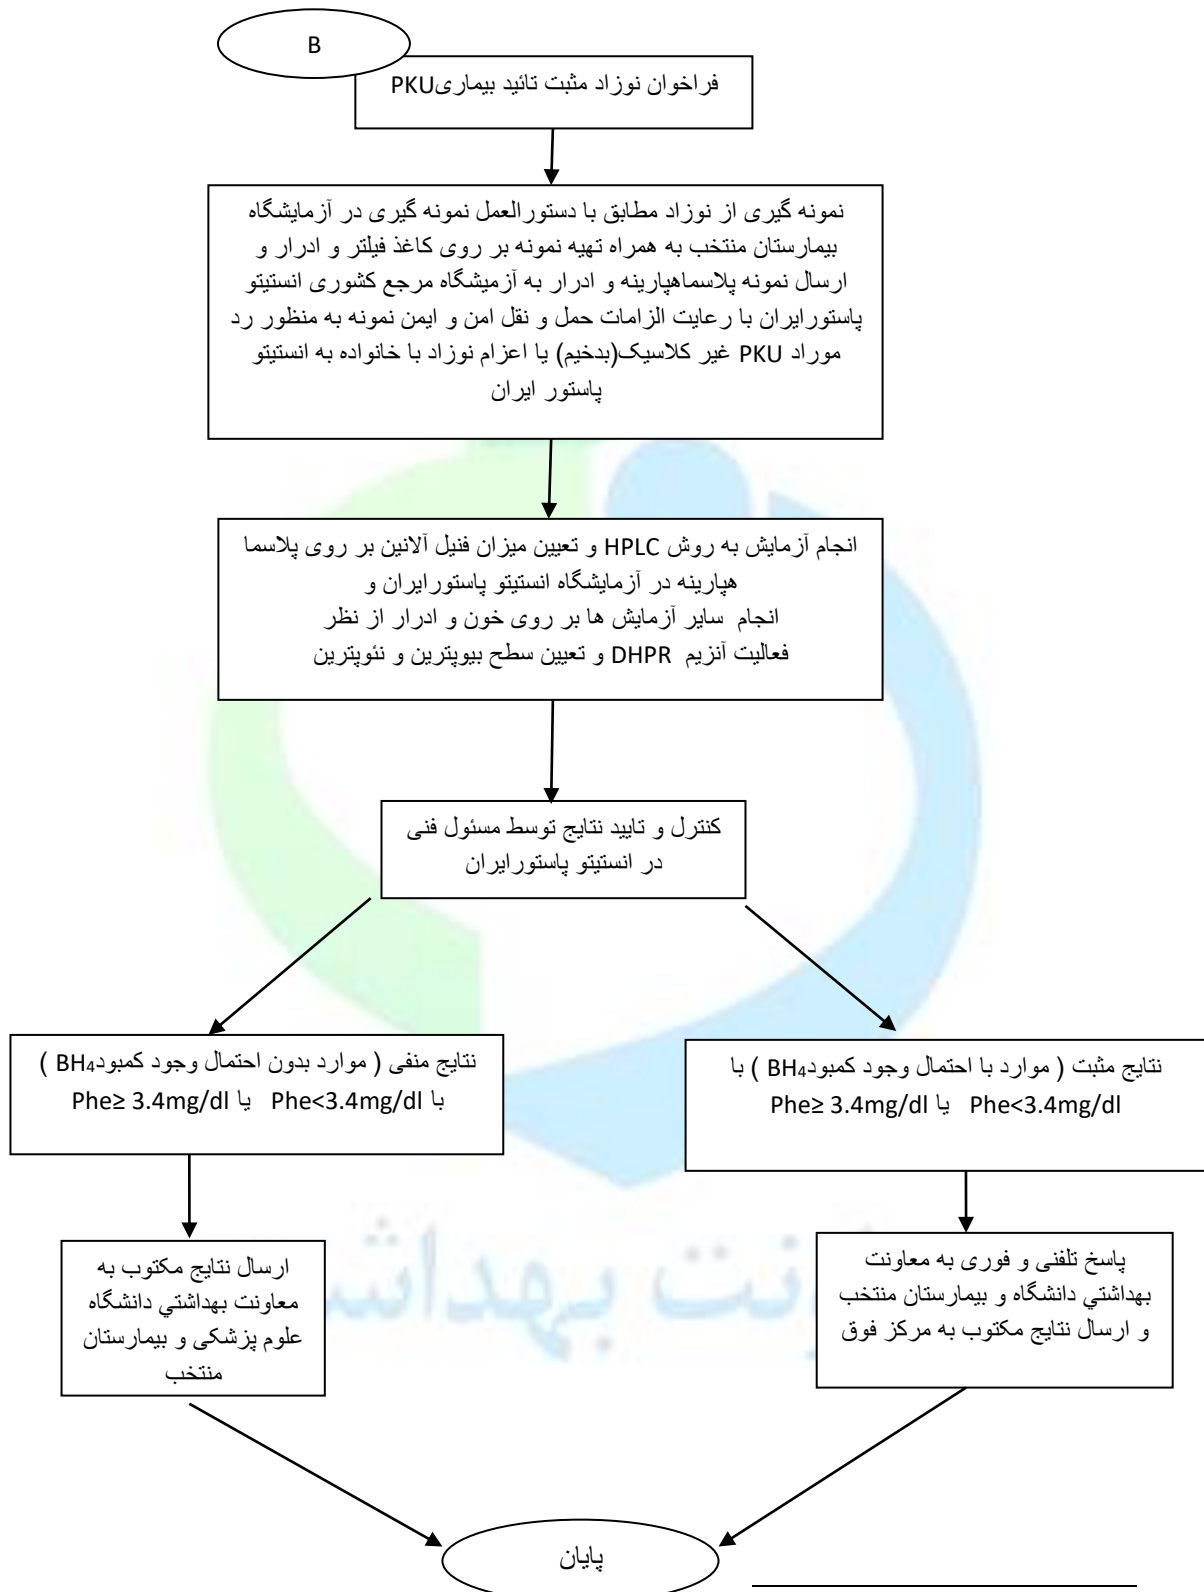 B
فراخوان نوزاد مثبت تائید بیماریPKU
نمونه گیری از نوزاد مطابق با دستورالعمل نمونه گیری در آزمایشگاه
بیمارستان منتخب به همراه تهیه نمونه بر روی کاغذ فیلتر و ادرار و
ارسال نمونه پلاسماهپارینه و ادرار به آزمیشگاه مرجع کشوری انستیتو
پاستورایران با رعایت الزامات حمل و نقل امن و ایمن نمونه به منظور رد
موراد PKU غیر کلاسیک(بدخیم) یا اعزام نوزاد با خانواده به انستیتو
پاستور ایران
انجام آزمایش به روش HPLC و تعیین میزان فنیل آلانین بر روی پلاسما
هپارینه در آزمایشگاه انستیتو پاستورایران و
انجام سایر آزمایش ها بر روی خون و ادرار از نظر
فعالیت آنزیم DHPR و تعیین سطح بیوپترین و نئوپترین
کنترل و تایید نتایج توسط مسئول فنی
در انستیتو پاستورایران
نتایج مثبت ( موارد با احتمال وجود کمبودBH₄ ) با
Phe<3.4mg/dl یا Phe≥ 3.4mg/dl
نتایج منفی ( موارد بدون احتمال وجود کمبودBH₄ )
با Phe<3.4mg/dl یا Phe≥ 3.4mg/dl
پاسخ تلفنی و فوری به معاونت
بهداشتي دانشگاه و بیمارستان منتخب
و ارسال نتایج مکتوب به مرکز فوق
ارسال نتایج مکتوب به
معاونت بهداشتي دانشگاه
علوم پزشکی و بیمارستان
منتخب
پایان